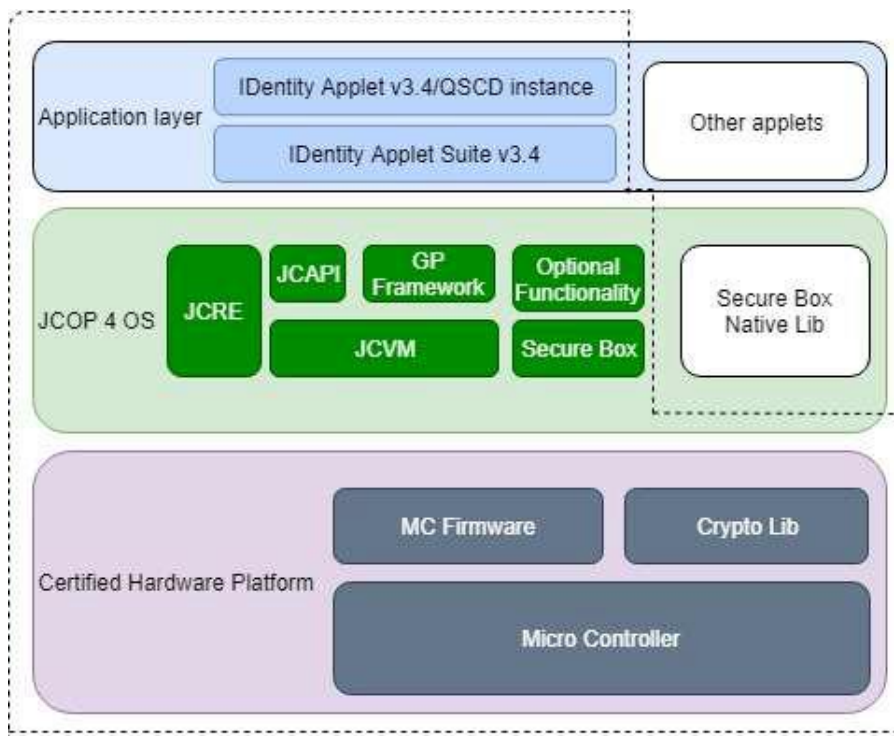 IDentity Applet v3.4/QSCD instance
Application layer
IDentity Applet Suite v3.4
Other applets
JCOP 4 OS
JCRE
JCAPI
GP
Framework
Optional
Functionality
JCVM
Secure Box
Secure Box
Native Lib
Certified Hardware Platform
MC Firmware
Crypto Lib
Micro Controller